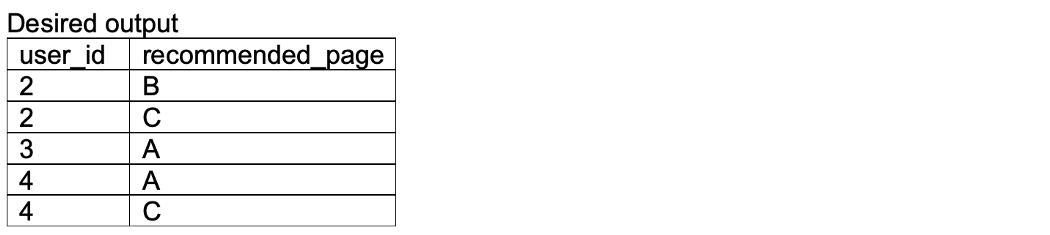 Desired output
user_id recommended_page
2 B
2 C
3 A
4 A
4 C